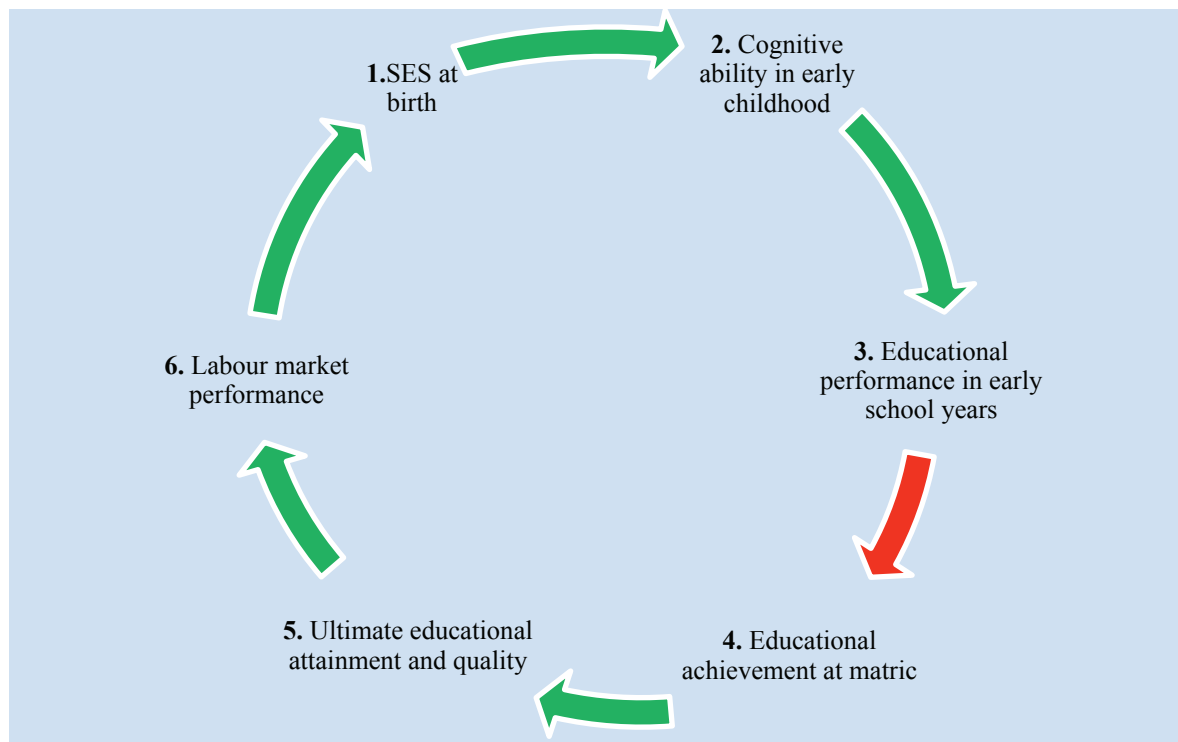 1.SES at
birth
2. Cognitive
ability in early
childhood
3. Educational
performance in early
school years
4. Educational
achievement at matric
5. Ultimate educational
attainment and quality
6. Labour market
performance